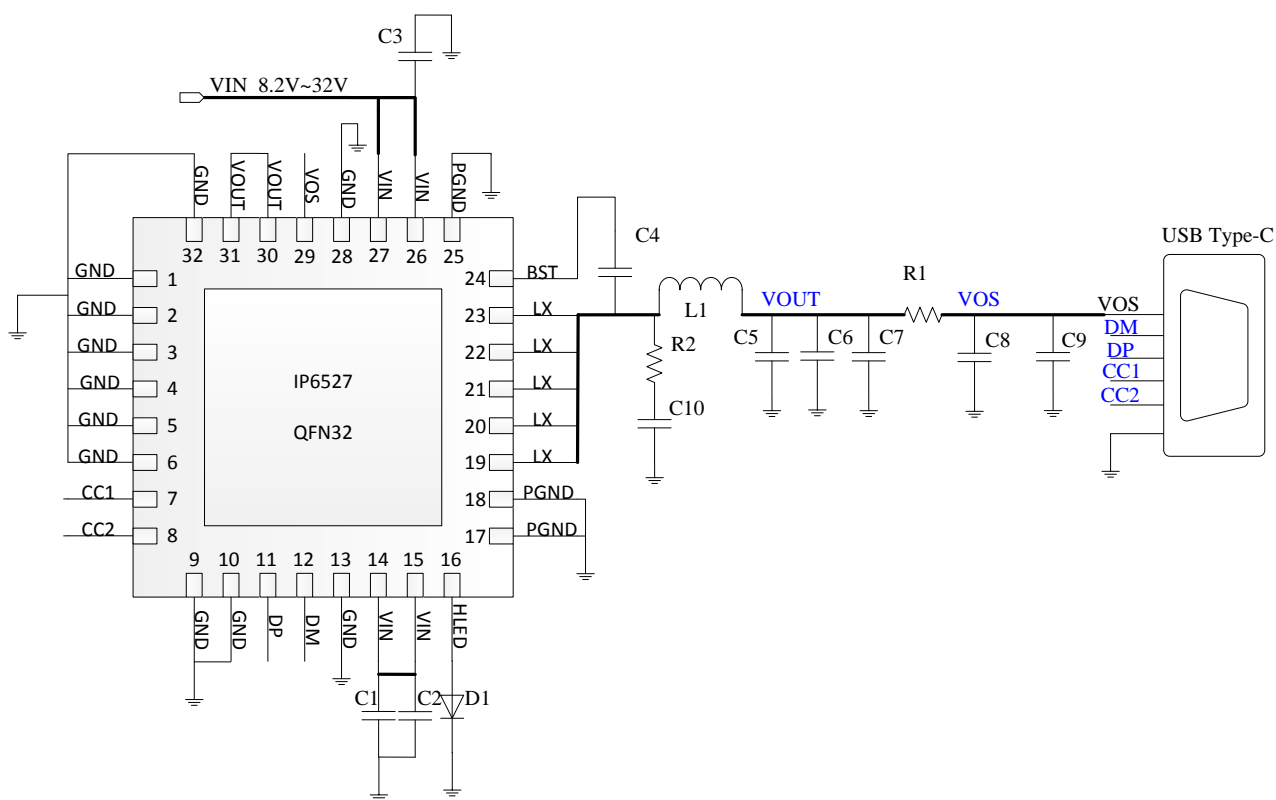 C3
VIN 8.2V~32V
GND
VOUT
VOUT
VOS
GND
VIN
VIN
PGND
32 31 30 29 28 27 26 25
USB Type-C
C4
GND 1
GND 2
GND 3
GND 4
GND 5
GND 6
CC1 7
CC2 8
24 BST
23 LX
22 LX
21 LX
20 LX
19 LX
18 PGND
17 PGND
IP6527
QFN32
R2
C10
L1
VOUT
R1
VOS
C5
C6
C7
C8
C9
VOS
DM
DP
CC1
CC2
9 10 11 12 13 14 15 16
GND
GND
DP
DM
GND
VIN
VIN
HLED
C1
C2
D1